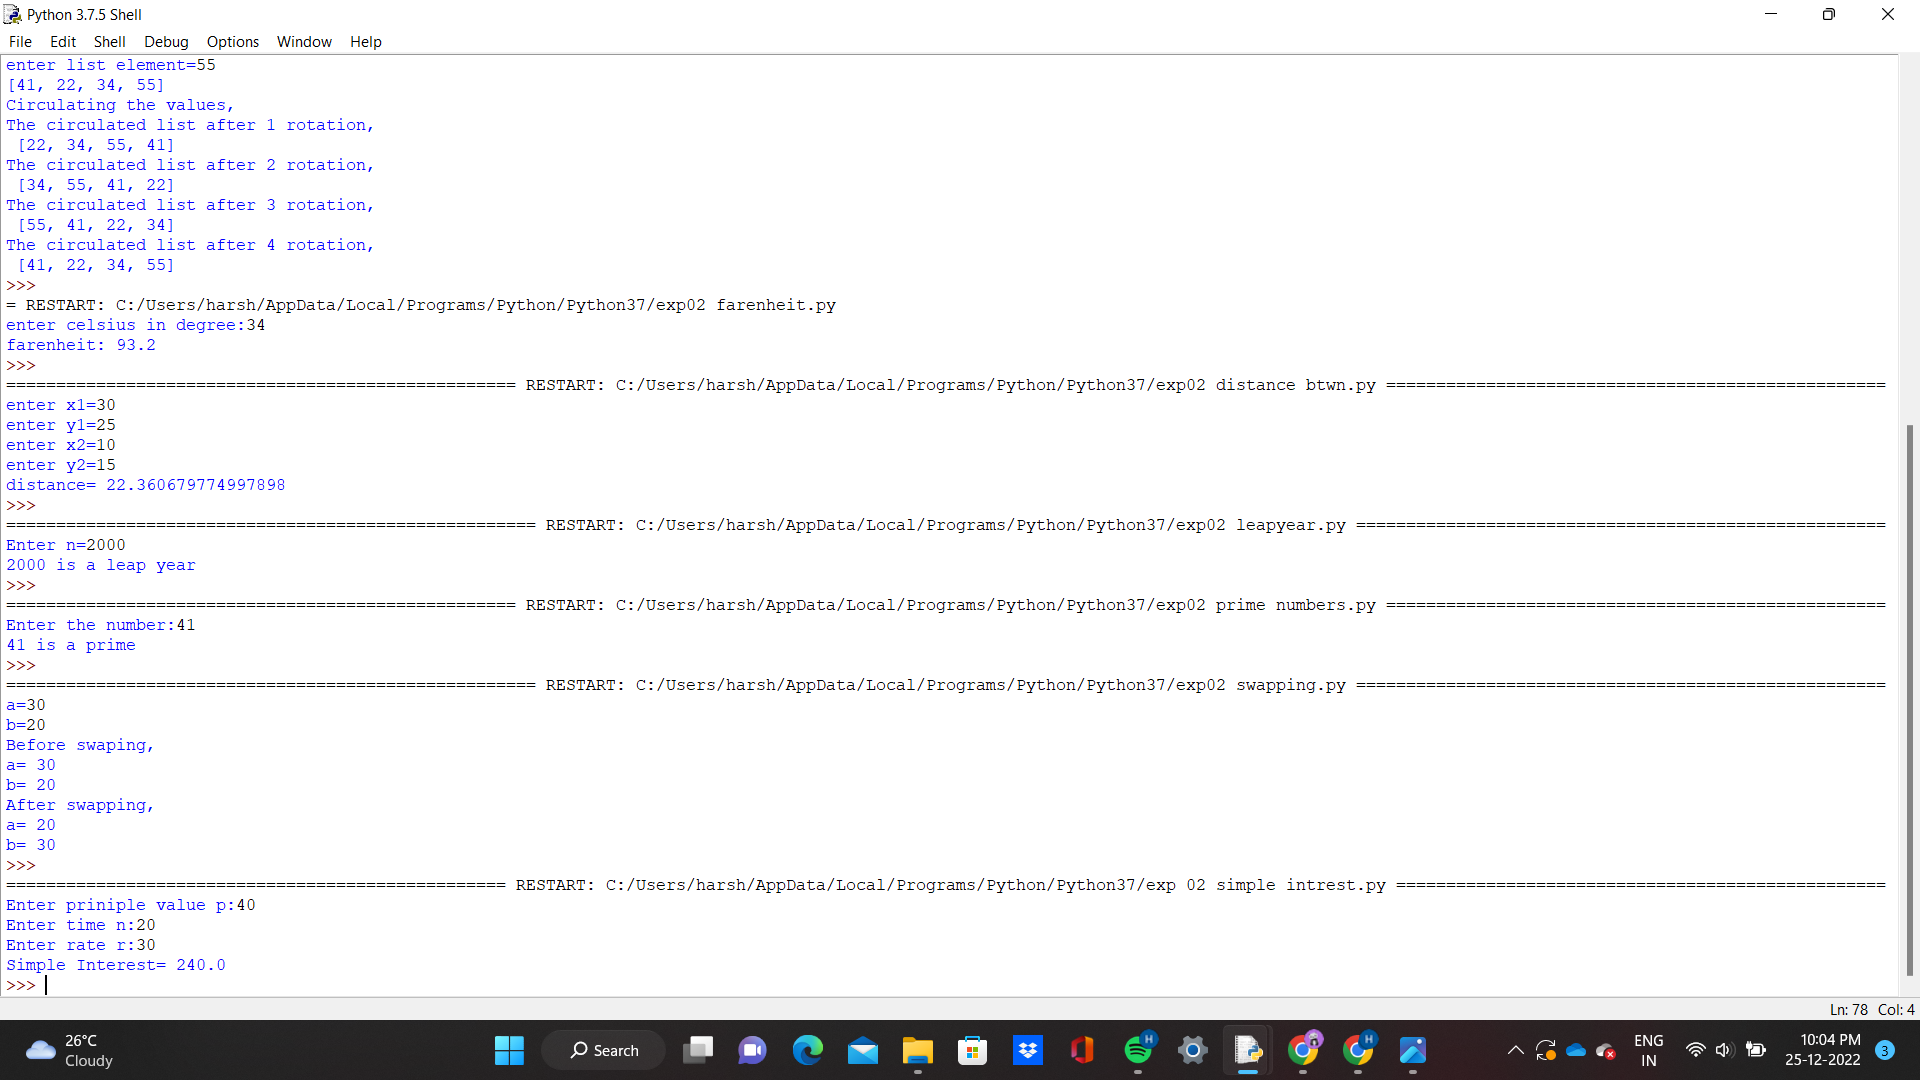 Python 3.7.5 Shell
File Edit Shell Debug Options Window Help
enter list element=55
[41, 22, 34, 55]
Circulating the values,
The circulated list after 1 rotation,
 [22, 34, 55, 41]
The circulated list after 2 rotation,
 [34, 55, 41, 22]
The circulated list after 3 rotation,
 [55, 41, 22, 34]
The circulated list after 4 rotation,
 [41, 22, 34, 55]
>>>
= RESTART: C:/Users/harsh/AppData/Local/Programs/Python/Python37/exp02 farenheit.py
enter celsius in degree:34
farenheit: 93.2
>>>
=================================================== RESTART: C:/Users/harsh/AppData/Local/Programs/Python/Python37/exp02 distance btwn.py ==================================================
enter x1=30
enter y1=25
enter x2=10
enter y2=15
distance= 22.360679774997898
>>>
===================================================== RESTART: C:/Users/harsh/AppData/Local/Programs/Python/Python37/exp02 leapyear.py =====================================================
Enter n=2000
2000 is a leap year
>>>
=================================================== RESTART: C:/Users/harsh/AppData/Local/Programs/Python/Python37/exp02 prime numbers.py ==================================================
Enter the number:41
41 is a prime
>>>
===================================================== RESTART: C:/Users/harsh/AppData/Local/Programs/Python/Python37/exp02 swapping.py =====================================================
a=30
b=20
Before swaping,
a= 30
b= 20
After swapping,
a= 20
b= 30
>>>
================================================== RESTART: C:/Users/harsh/AppData/Local/Programs/Python/Python37/exp 02 simple intrest.py =================================================
Enter priniple value p:40
Enter time n:20
Enter rate r:30
Simple Interest= 240.0
>>>
Ln: 78 Col: 4
26°C
Cloudy
Search
H
H
ENG
IN
10:04 PM
25-12-2022
3